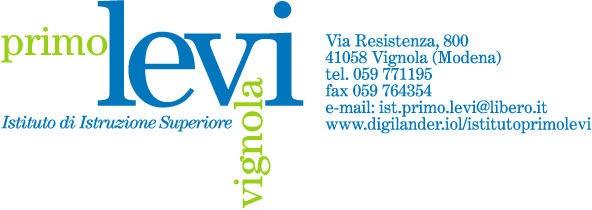 primo levi
Istituto di Istruzione Superiore
vignola
Via Resistenza, 800
41058 Vignola (Modena)
tel. 059 771195
fax 059 764354
e-mail: ist.primo.levi@libero.it
www.digilander.iol/istitutoprimolevi